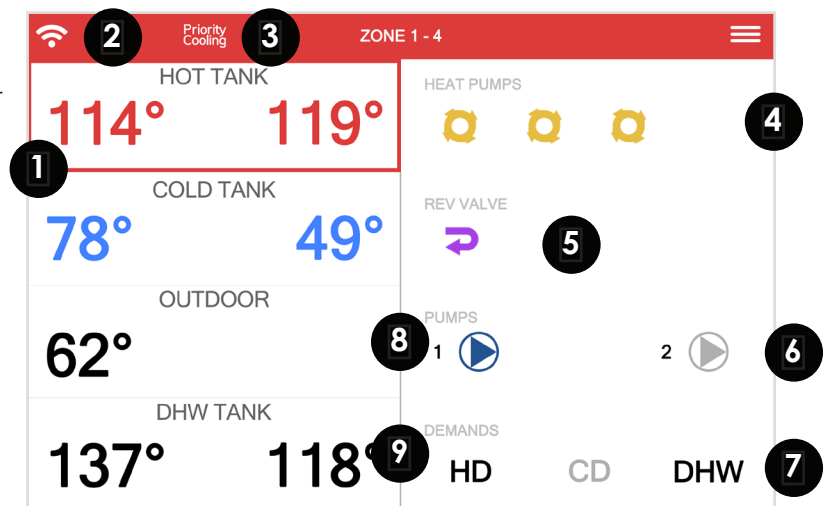 2 Priority Cooling 3 ZONE 1 - 4
HOT TANK
114° 119°
1
COLD TANK
78° 49°
OUTDOOR
62°
DHW TANK
137° 118°
HEAT PUMPS
4
REV VALVE
5
PUMPS
8 1 2 6
DEMANDS
9 HD CD DHW 7